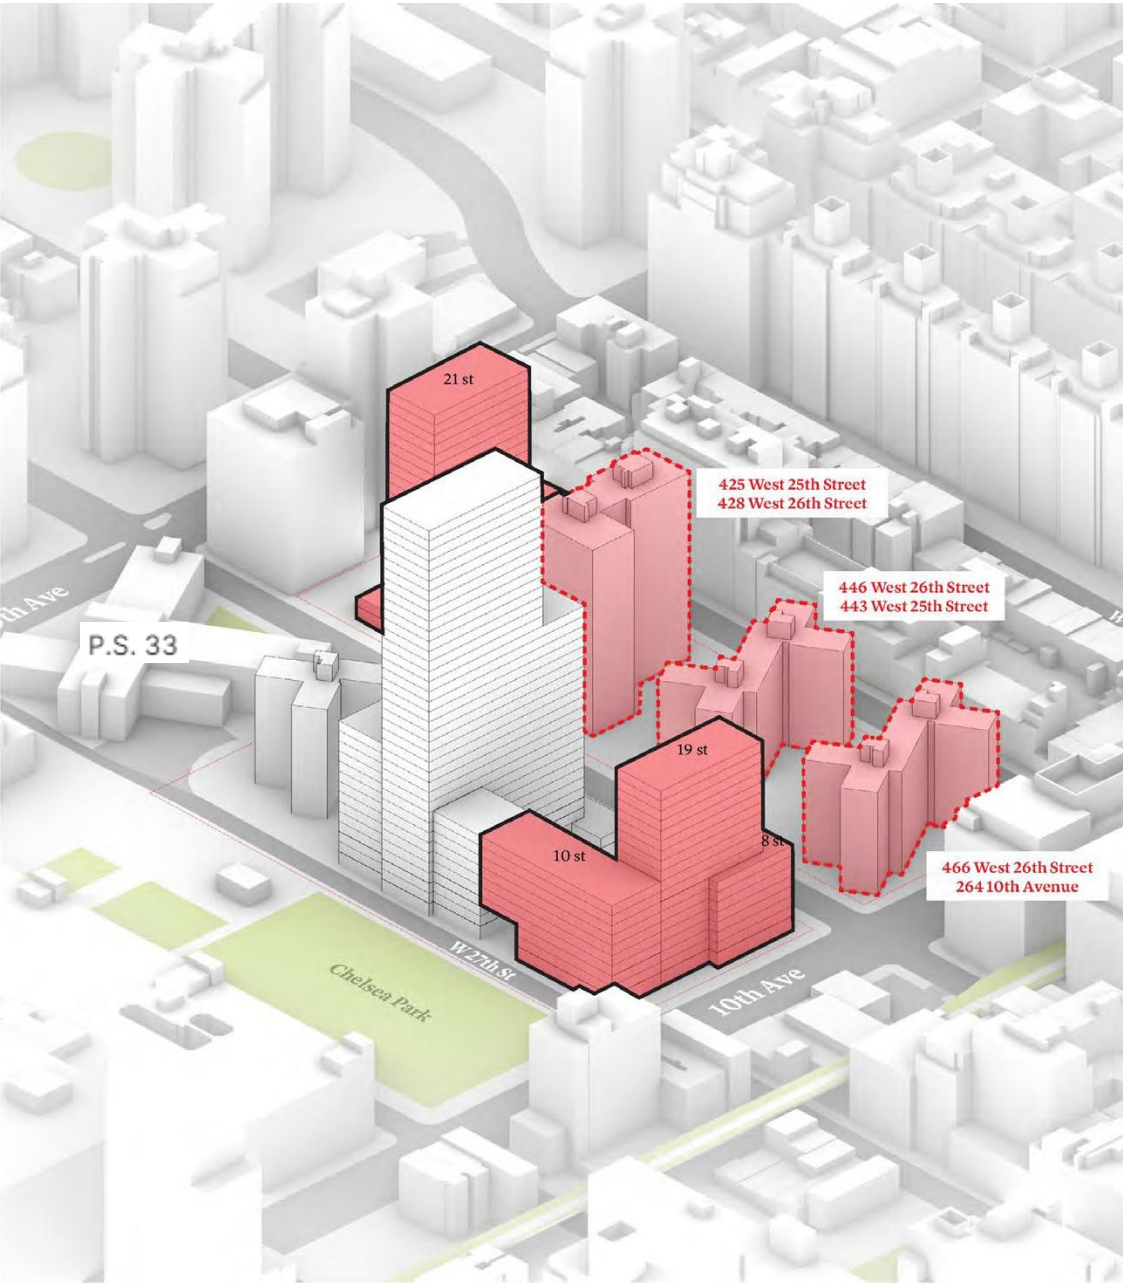 21 st
425 West 25th Street
428 West 26th Street
446 West 26th Street
443 West 25th Street
th Ave
P.S. 33
19 st
8 st
10 st
466 West 26th Street
264 10th Avenue
W 27th St
Chelsea Park
10th Ave
W